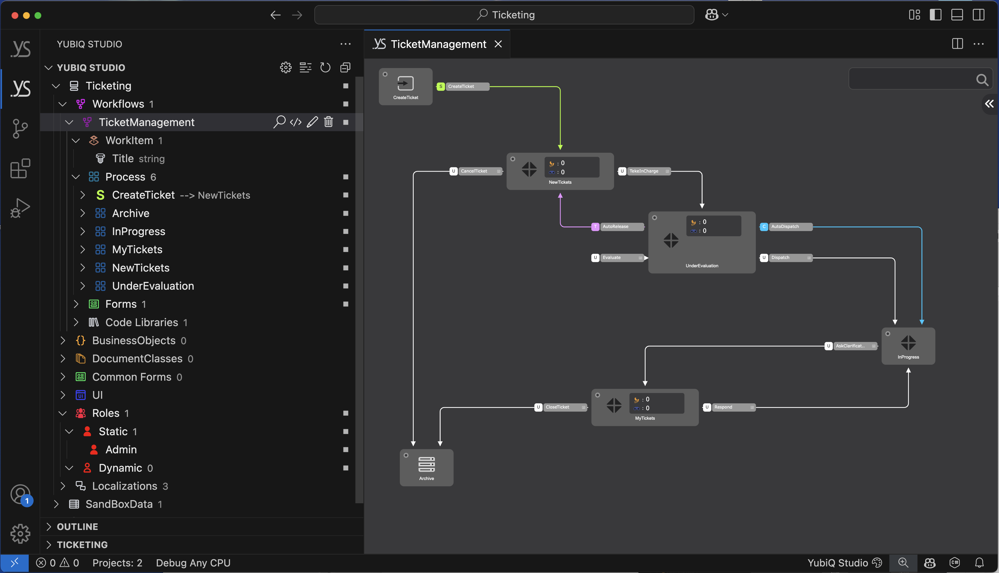 Ticketing
YUBIQ STUDIO
YUBIQ STUDIO
Ticketing
Workflows 1
TicketManagement
WorkItem 1
Title string
Process 6
CreateTicket --> NewTickets
Archive
InProgress
MyTickets
NewTickets
UnderEvaluation
Forms 1
Code Libraries 1
BusinessObjects 0
DocumentClasses 0
Common Forms 0
UI
Roles 1
Static 1
Admin
Dynamic 0
Localizations 3
SandBoxData 1
OUTLINE
TICKETING
1
.ys
.ys
.ys TicketManagement
CreateTicket
S CreateTicket
U CancelTicket
: 0
: 0
NewTickets
U TekeInCharge
T AutoRelease
U Evaluate
: 0
: 0
UnderEvaluation
C AutoDispatch
U Dispatch
U AskClarificat..
InProgress
U CloseTicket
: 0
: 0
MyTickets
U Respond
Archive
0 0 Projects: 2 Debug Any CPU
YubiQ Studio